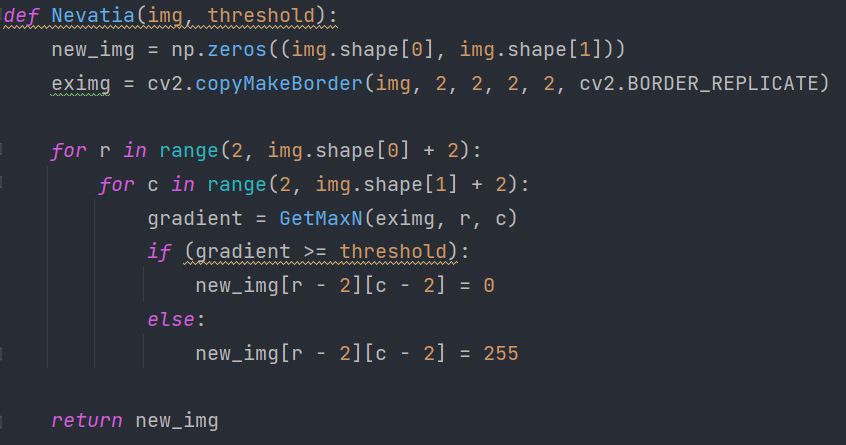 def Nevatia(img, threshold):
    new_img = np.zeros((img.shape[0], img.shape[1]))
    eximg = cv2.copyMakeBorder(img, 2, 2, 2, 2, cv2.BORDER_REPLICATE)
    for r in range(2, img.shape[0] + 2):
        for c in range(2, img.shape[1] + 2):
            gradient = GetMaxN(eximg, r, c)
            if (gradient >= threshold):
                new_img[r - 2][c - 2] = 0
            else:
                new_img[r - 2][c - 2] = 255
    return new_img